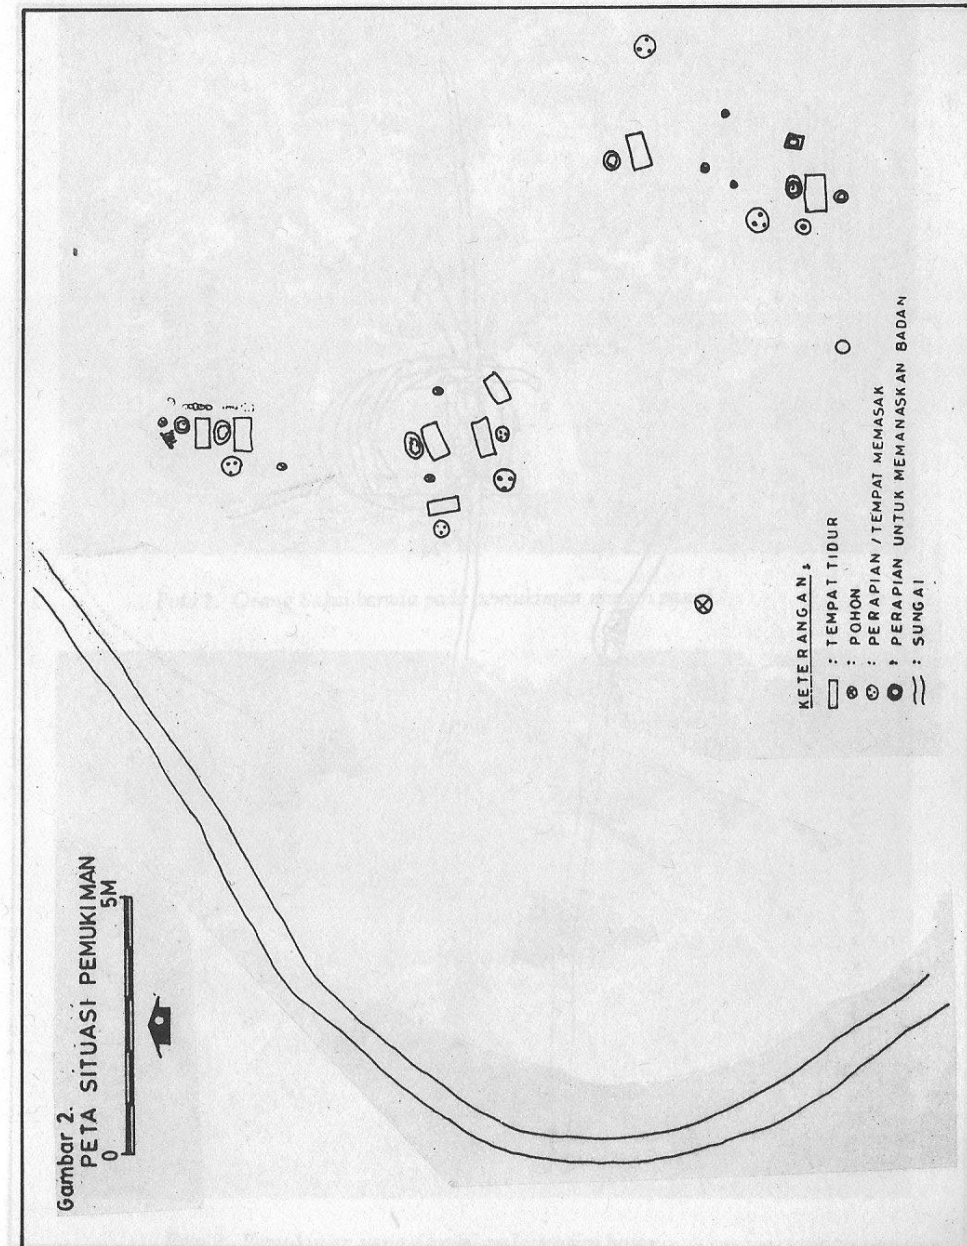 Gambar 2.
PETA SITUASI PEMUKIMAN
0 5M
KETERANGAN :
: TEMPAT TIDUR
: POHON
: PERAPIAN / TEMPAT MEMASAK
: PERAPIAN UNTUK MEMANASKAN BADAN
: SUNGAI